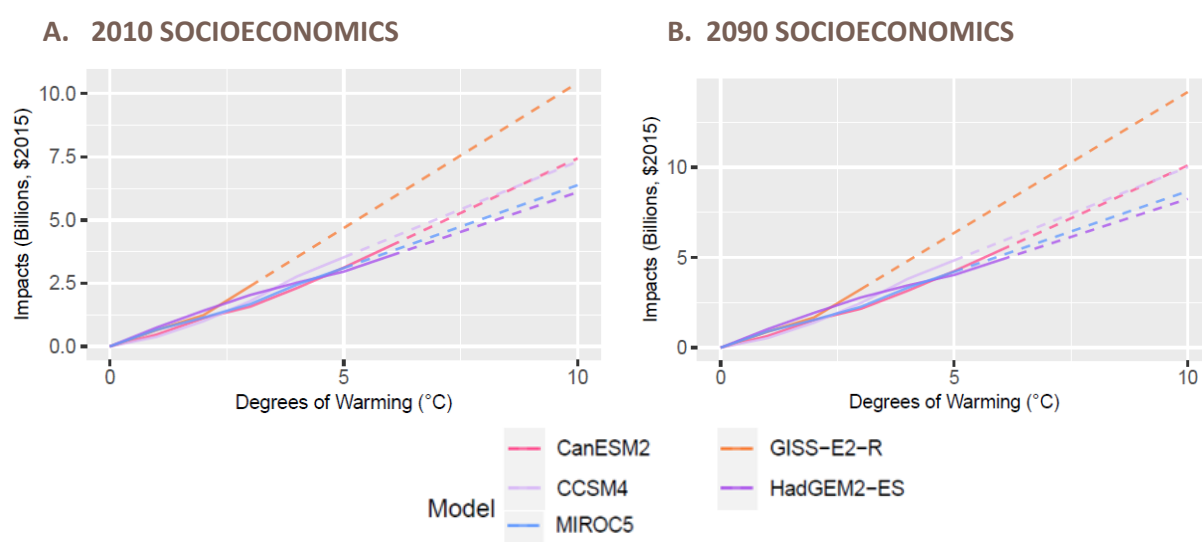 A. 2010 SOCIOECONOMICS
Impacts (Billions, $2015)
10.0
7.5
5.0
2.5
0.0
0 5 10
Degrees of Warming (°C)
B. 2090 SOCIOECONOMICS
Impacts (Billions, $2015)
10
5
0
0 5 10
Degrees of Warming (°C)
Model
CanESM2
CCSM4
MIROC5
GISS−E2−R
HadGEM2−ES